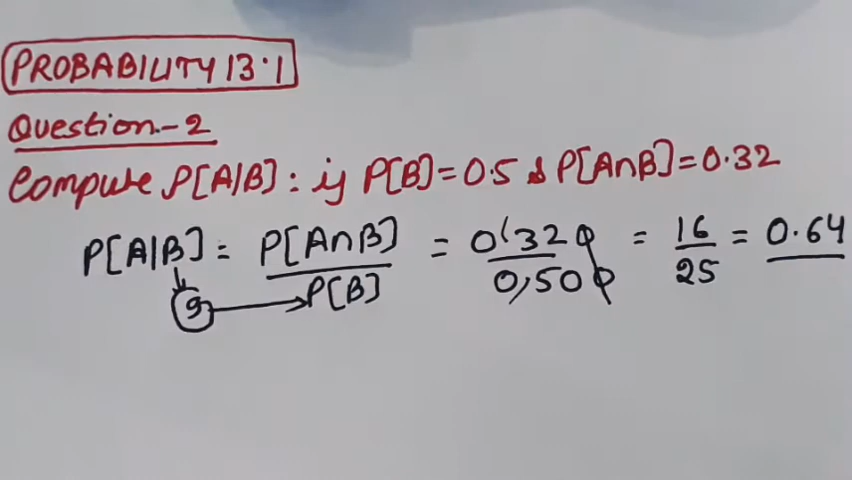 PROBABILITY 13.1
Question-2
Compute P[A|B]: if P[B]=0.5 & P[A∩B]=0.32
P[A|B] = P[A∩B] / P[B] = 0.320 / 0.500 = 16/25 = 0.64